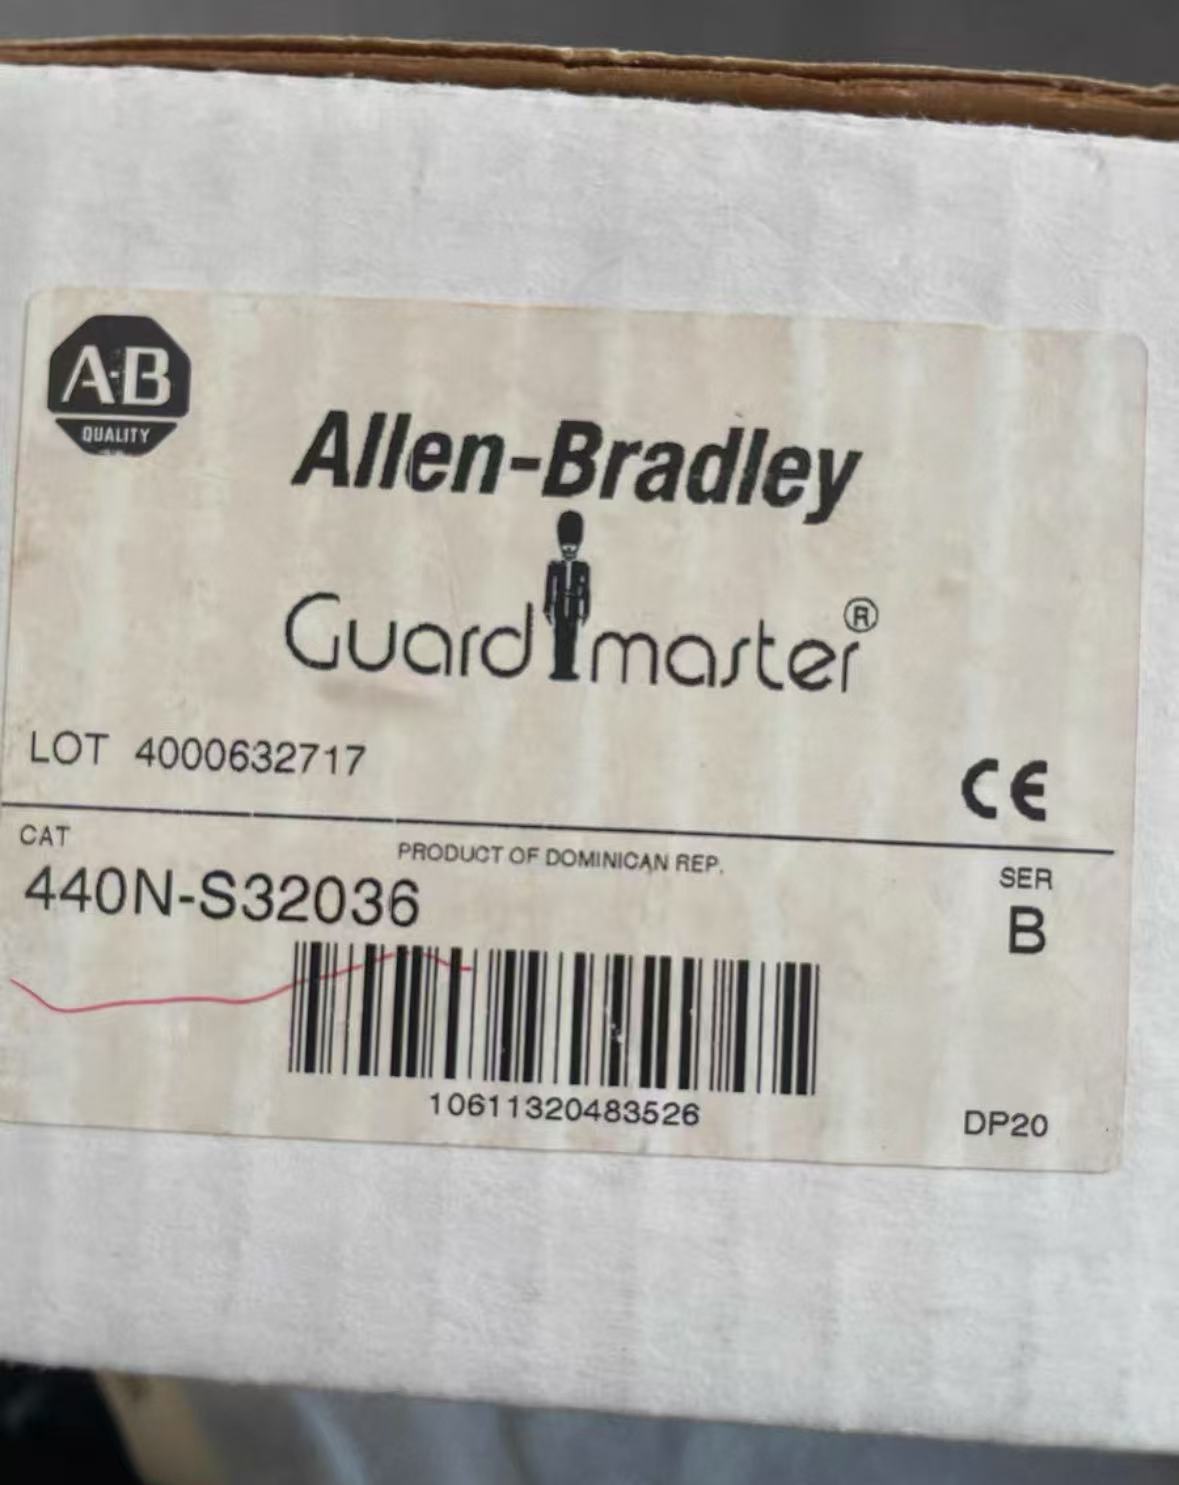 A·B
QUALITY
Allen-Bradley
Guardmaster®
LOT 4000632717
CE
CAT
PRODUCT OF DOMINICAN REP.
SER
440N-S32036
B
10611320483526
DP20